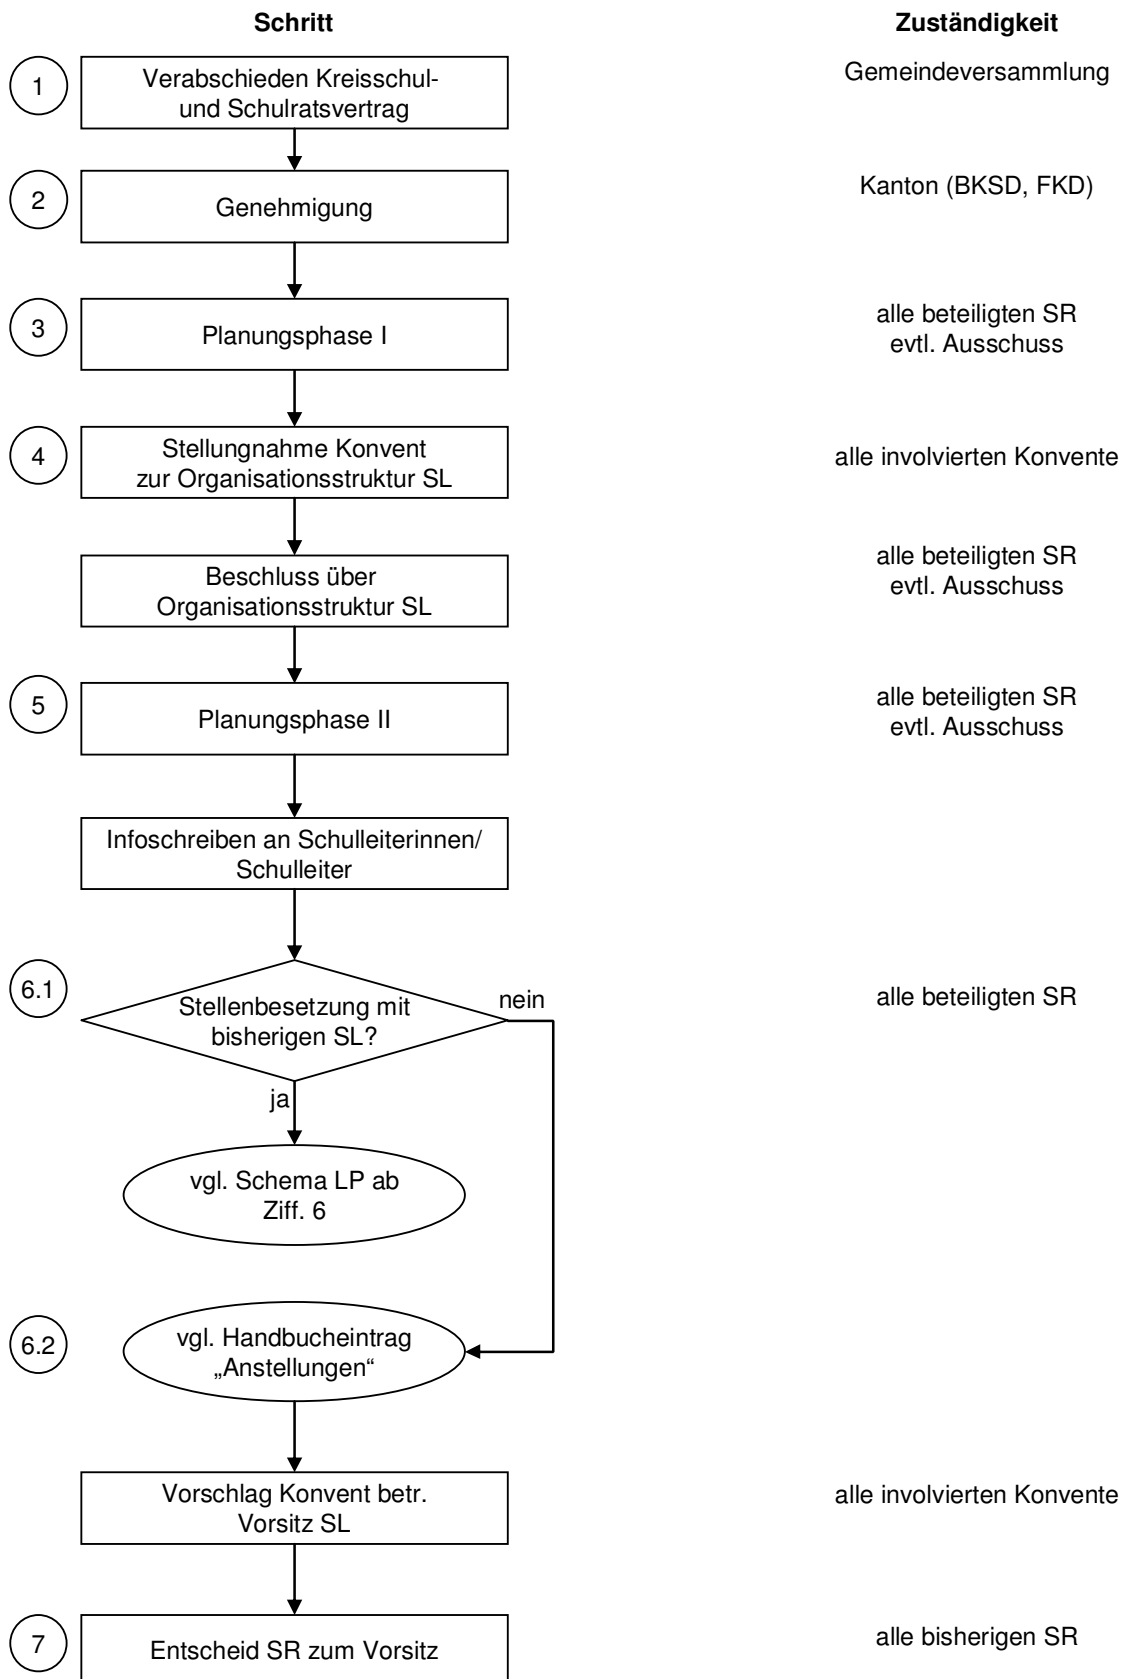 Schritt
Zuständigkeit
1
Verabschieden Kreisschul-
und Schulratsvertrag
Gemeindeversammlung
2
Genehmigung
Kanton (BKSD, FKD)
3
Planungsphase I
alle beteiligten SR
evtl. Ausschuss
4
Stellungnahme Konvent
zur Organisationsstruktur SL
alle involvierten Konvente
Beschluss über
Organisationsstruktur SL
alle beteiligten SR
evtl. Ausschuss
5
Planungsphase II
alle beteiligten SR
evtl. Ausschuss
Infoschreiben an Schulleiterinnen/
Schulleiter
6.1
Stellenbesetzung mit
bisherigen SL?
nein
alle beteiligten SR
ja
vgl. Schema LP ab
Ziff. 6
6.2
vgl. Handbucheintrag
„Anstellungen“
Vorschlag Konvent betr.
Vorsitz SL
alle involvierten Konvente
7
Entscheid SR zum Vorsitz
alle bisherigen SR